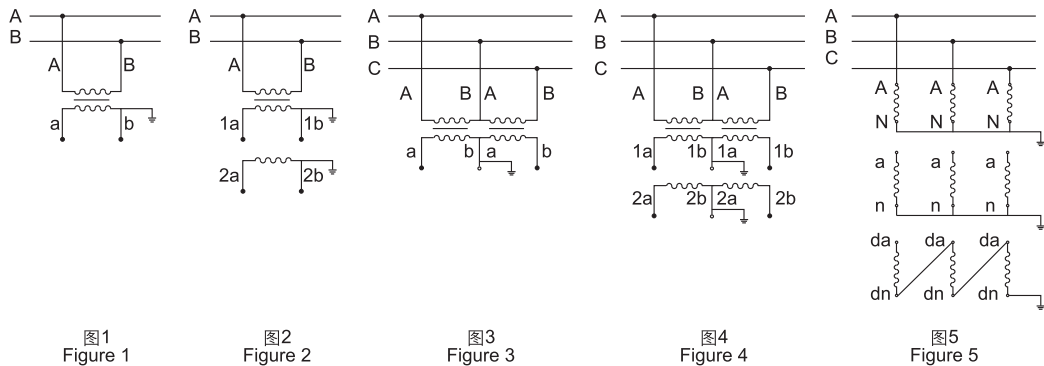 A
B
A B
a b
图1
Figure 1
A
B
A B
1a 1b
2a 2b
图2
Figure 2
A
B
C
A B A B
a b a b
图3
Figure 3
A
B
C
A B A B
1a 1b 1a 1b
2a 2b 2a 2b
图4
Figure 4
A
B
C
A A A
N N N
a a a
n n n
da da da
dn dn dn
图5
Figure 5